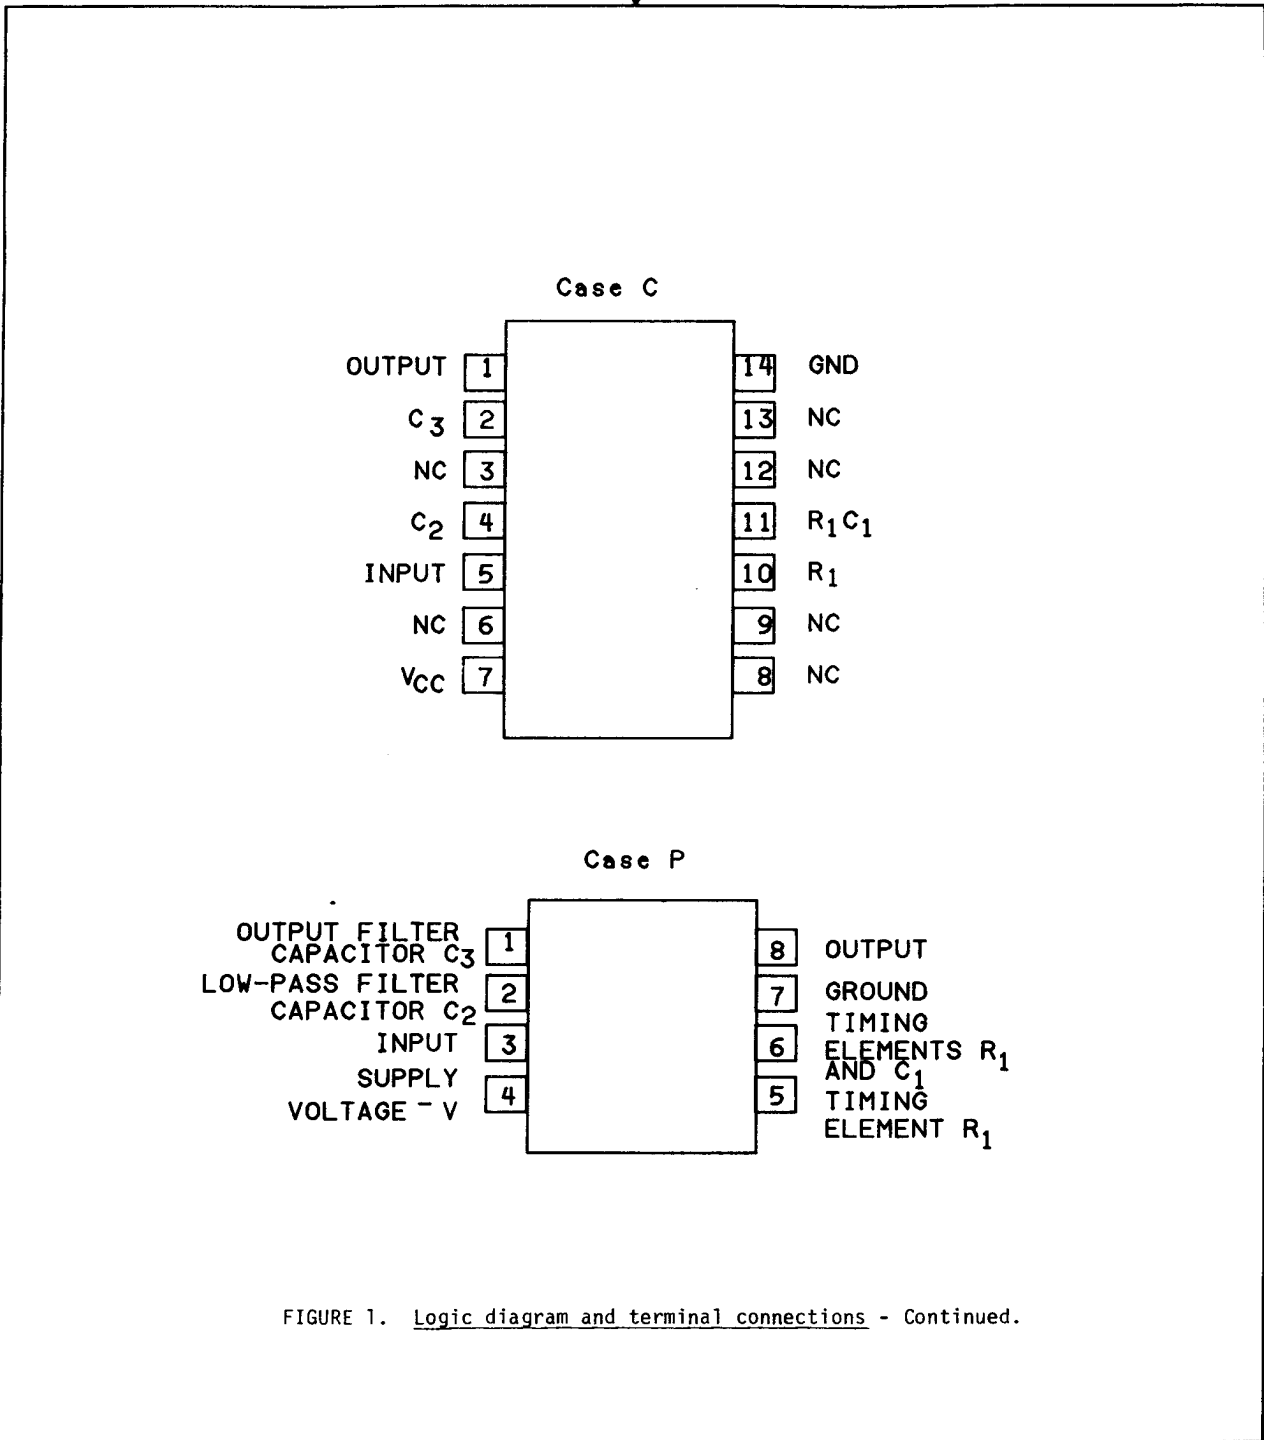 Case C
OUTPUT 1 14 GND
C3 2 13 NC
NC 3 12 NC
C2 4 11 R1C1
INPUT 5 10 R1
NC 6 9 NC
VCC 7 8 NC
Case P
OUTPUT FILTER
CAPACITOR C3 1
LOW-PASS FILTER
CAPACITOR C2 2
INPUT 3
SUPPLY
VOLTAGE - V 4
8 OUTPUT
7 GROUND
TIMING
6 ELEMENTS R1
AND C1
5 TIMING
ELEMENT R1
FIGURE 1. Logic diagram and terminal connections - Continued.